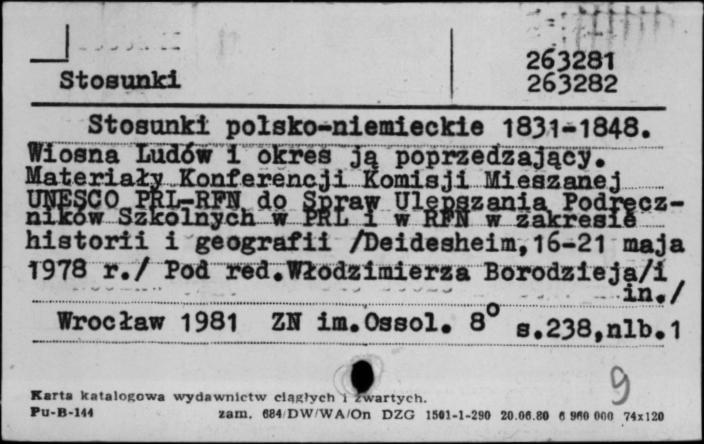 263281
Stosunki 263282
Stosunki polsko-niemieckie 1831-1848.
Wiosna Ludów i okres ją poprzedzający.
Materiały Konferencji Komisji Mieszanej
UNESCO PRL-RFN do Spraw Ulepszania Podręcz-
ników Szkolnych w PRL i w RFN w zakresie
historii i geografii /Deidesheim,16-21 maja
1978 r./ Pod red.Włodzimierza Borodzieja/i
in./
Wrocław 1981 ZN im.Ossol. 8° s.238,nlb.1
9
Karta katalogowa wydawnictw ciągłych i zwartych.
Pu-B-144 zam. 684/DW/WA/On DZG 1501-1-290 20.06.80 6 960 000 74x120